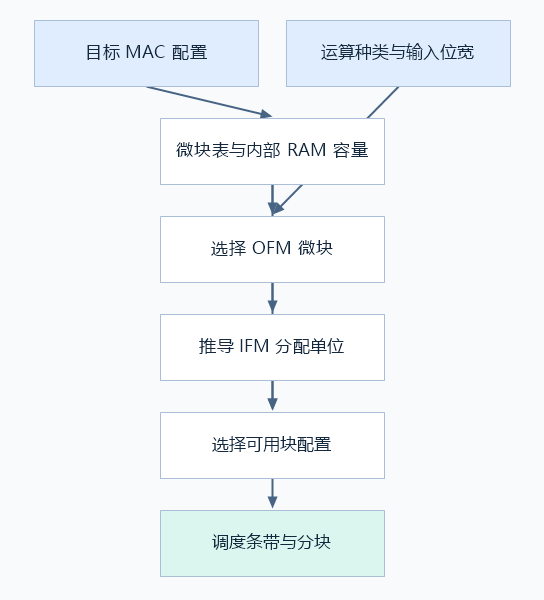 目标 MAC 配置
运算种类与输入位宽
微块表与内部 RAM 容量
选择 OFM 微块
推导 IFM 分配单位
选择可用块配置
调度条带与分块